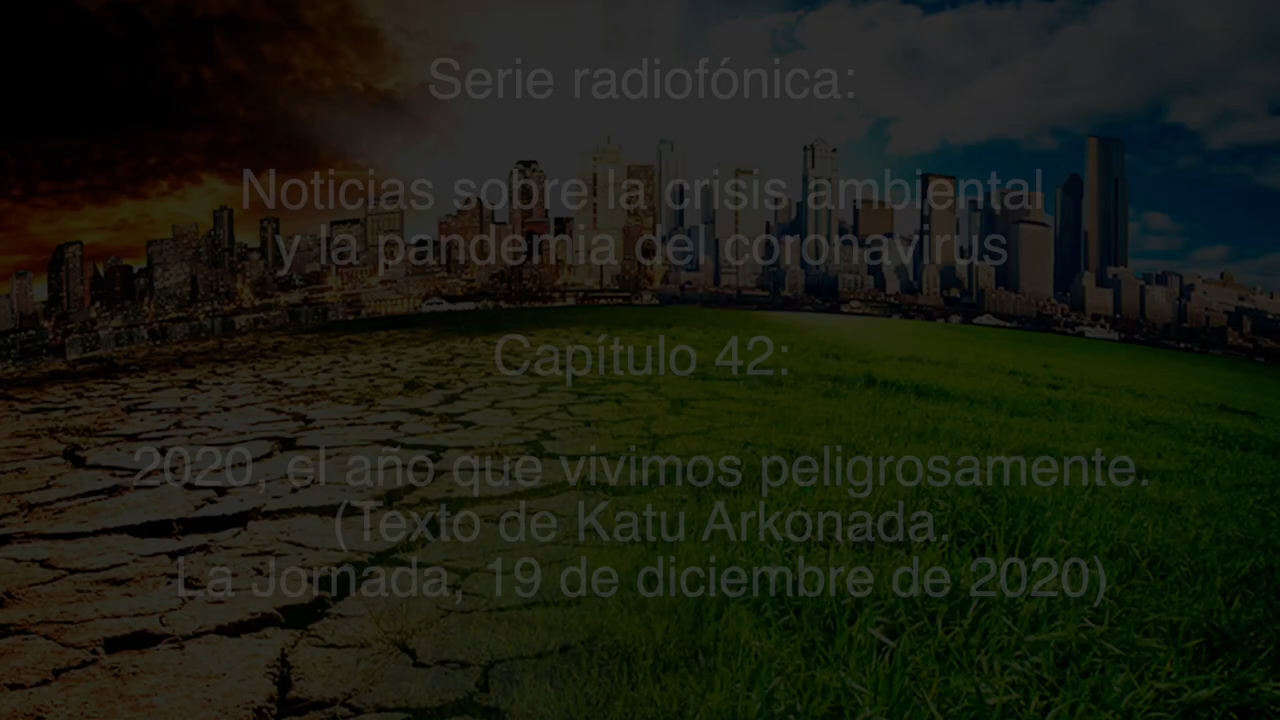 Serie radiofónica:
Noticias sobre la crisis ambiental
y la pandemia de coronavirus
Capítulo 42:
2020, el año que vivimos peligrosamente.
(Texto de Katu Arkonada.
La Jornada, 19 de diciembre de 2020)